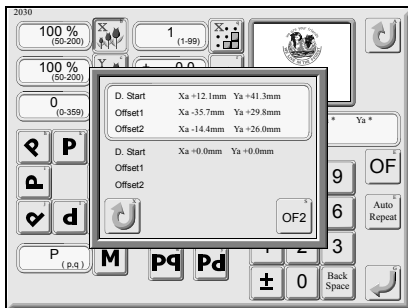 2030
100 % X 1 X
(50-200) (1-99)
100 %
(50-200)
0
(0-359)
D. Start Xa +12.1mm Ya +41.3mm
Offset1 Xa -35.7mm Ya +29.8mm
Offset2 Xa -14.4mm Ya +26.0mm
D. Start Xa +0.0mm Ya +0.0mm
Offset1
Offset2
OF2
* Ya *
P P
9 OF
P
6 Auto
Repeat
d d
3
P
(p,q)
M Pq Pd
± 0 Back
Space